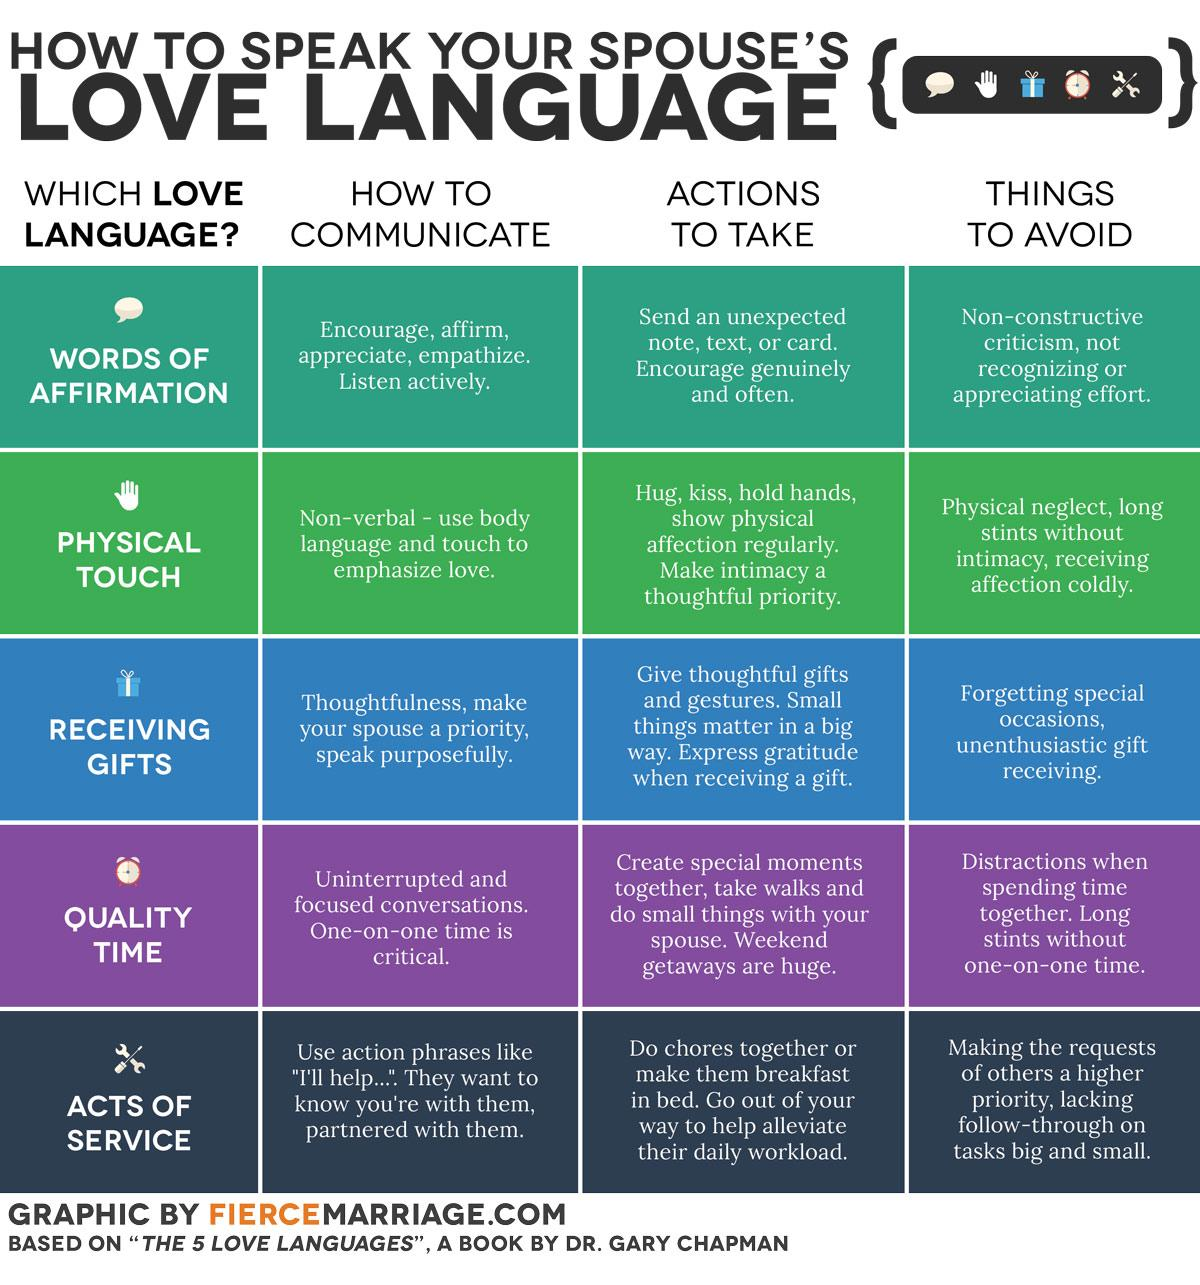 HOW TO SPEAK YOUR SPOUSE'S
LOVE LANGUAGE
WHICH LOVE
LANGUAGE?
HOW TO
COMMUNICATE
ACTIONS
TO TAKE
THINGS
TO AVOID
WORDS OF
AFFIRMATION
Encourage, affirm,
appreciate, empathize.
Listen actively.
Send an unexpected
note, text, or card.
Encourage genuinely
and often.
Non-constructive
criticism, not
recognizing or
appreciating effort.
PHYSICAL
TOUCH
Non-verbal - use body
language and touch to
emphasize love.
Hug, kiss, hold hands,
show physical
affection regularly.
Make intimacy a
thoughtful priority.
Physical neglect, long
stints without
intimacy, receiving
affection coldly.
RECEIVING
GIFTS
Thoughtfulness, make
your spouse a priority,
speak purposefully.
Give thoughtful gifts
and gestures. Small
things matter in a big
way. Express gratitude
when receiving a gift.
Forgetting special
occasions,
unenthusiastic gift
receiving.
QUALITY
TIME
Uninterrupted and
focused conversations.
One-on-one time is
critical.
Create special moments
together, take walks and
do small things with your
spouse. Weekend
getaways are huge.
Distractions when
spending time
together. Long
stints without
one-on-one time.
ACTS OF
SERVICE
Use action phrases like
"I'll help...". They want to
know you're with them,
partnered with them.
Do chores together or
make them breakfast
in bed. Go out of your
way to help alleviate
their daily workload.
Making the requests
of others a higher
priority, lacking
follow-through on
tasks big and small.
GRAPHIC BY FIERCEMARRIAGE.COM
BASED ON “THE 5 LOVE LANGUAGES”, A BOOK BY DR. GARY CHAPMAN